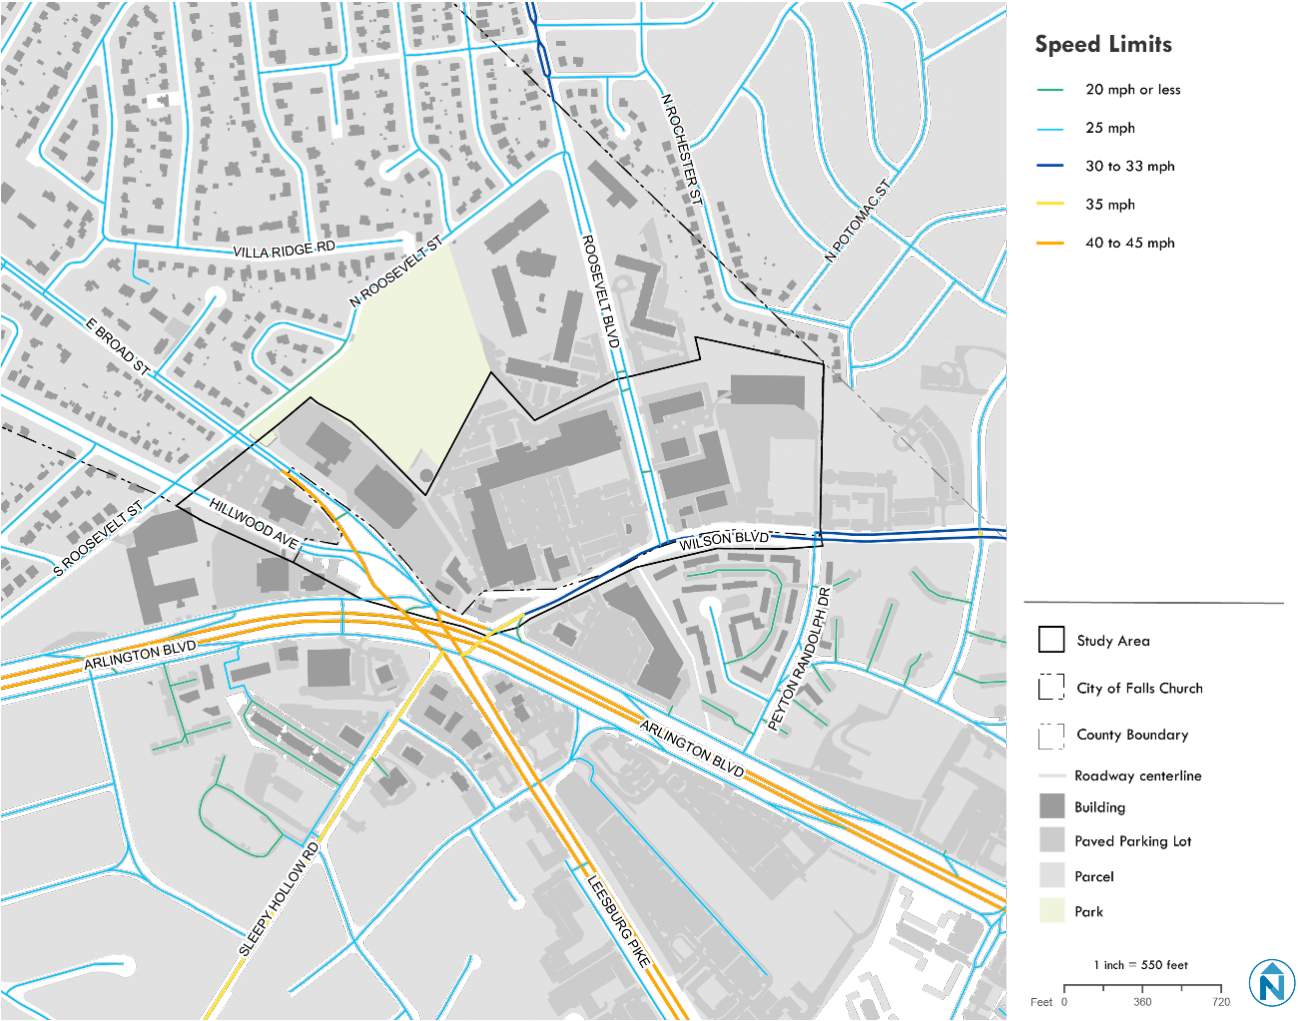 Speed Limits
20 mph or less
25 mph
30 to 33 mph
35 mph
40 to 45 mph
N ROCHESTER ST
N POTOMAC ST
VILLA RIDGE RD
N ROOSEVELT ST
ROOSEVELT BLVD
E BROAD ST
HILLWOOD AVE
S ROOSEVELT ST
WILSON BLVD
PEYTON RANDOLPH DR
ARLINGTON BLVD
ARLINGTON BLVD
SLEEPY HOLLOW RD
LEESBURG PIKE
Study Area
City of Falls Church
County Boundary
Roadway centerline
Building
Paved Parking Lot
Parcel
Park
1 inch = 550 feet
Feet 0 360 720
N